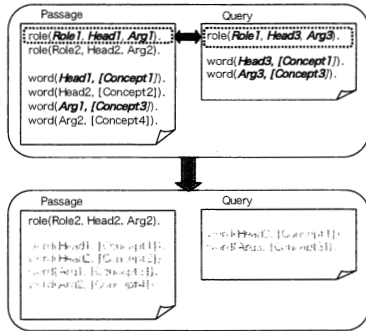 Passage
role(Role1, Head1, Arg1).
role(Role2, Head2, Arg2).
word(Head1, [Concept1]).
word(Head2, [Concept2]).
word(Arg1, [Concept3]).
word(Arg2, [Concept4]).
Query
role(Role1, Head3, Arg3).
word(Head3, [Concept1]).
word(Arg3, [Concept3]).
Passage
role(Role2, Head2, Arg2).
Query